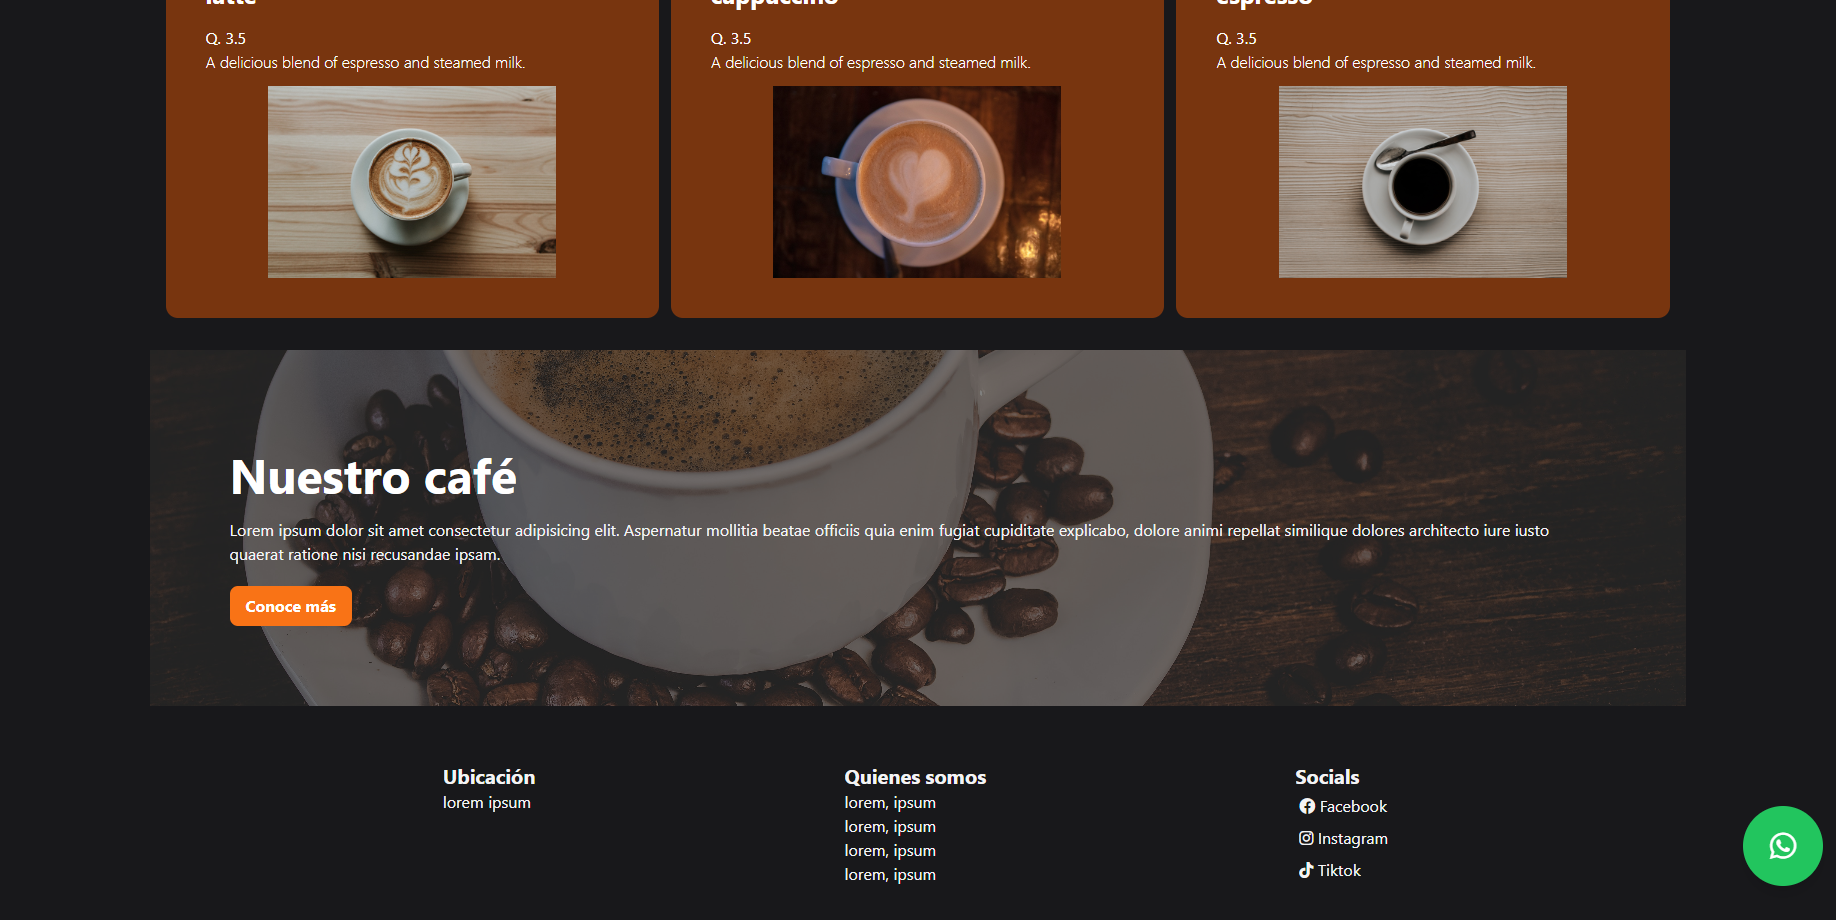 latte
cappuccino
espresso
Q. 3.5
Q. 3.5
Q. 3.5
A delicious blend of espresso and steamed milk.
A delicious blend of espresso and steamed milk.
A delicious blend of espresso and steamed milk.
Nuestro café
Lorem ipsum dolor sit amet consectetur adipisicing elit. Aspernatur mollitia beatae officiis quia enim fugiat cupiditate explicabo, dolore animi repellat similique dolores architecto iure iusto
quaerat ratione nisi recusandae ipsam.
Conoce más
Ubicación
lorem ipsum
Quienes somos
lorem, ipsum
lorem, ipsum
lorem, ipsum
lorem, ipsum
Socials
Facebook
Instagram
Tiktok